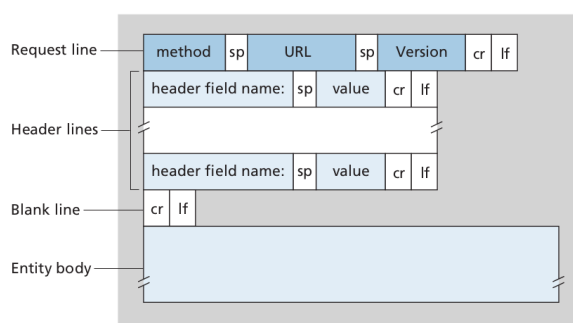 Request line method sp URL sp Version cr lf
header field name: sp value cr lf
Header lines
header field name: sp value cr lf
Blank line cr lf
Entity body